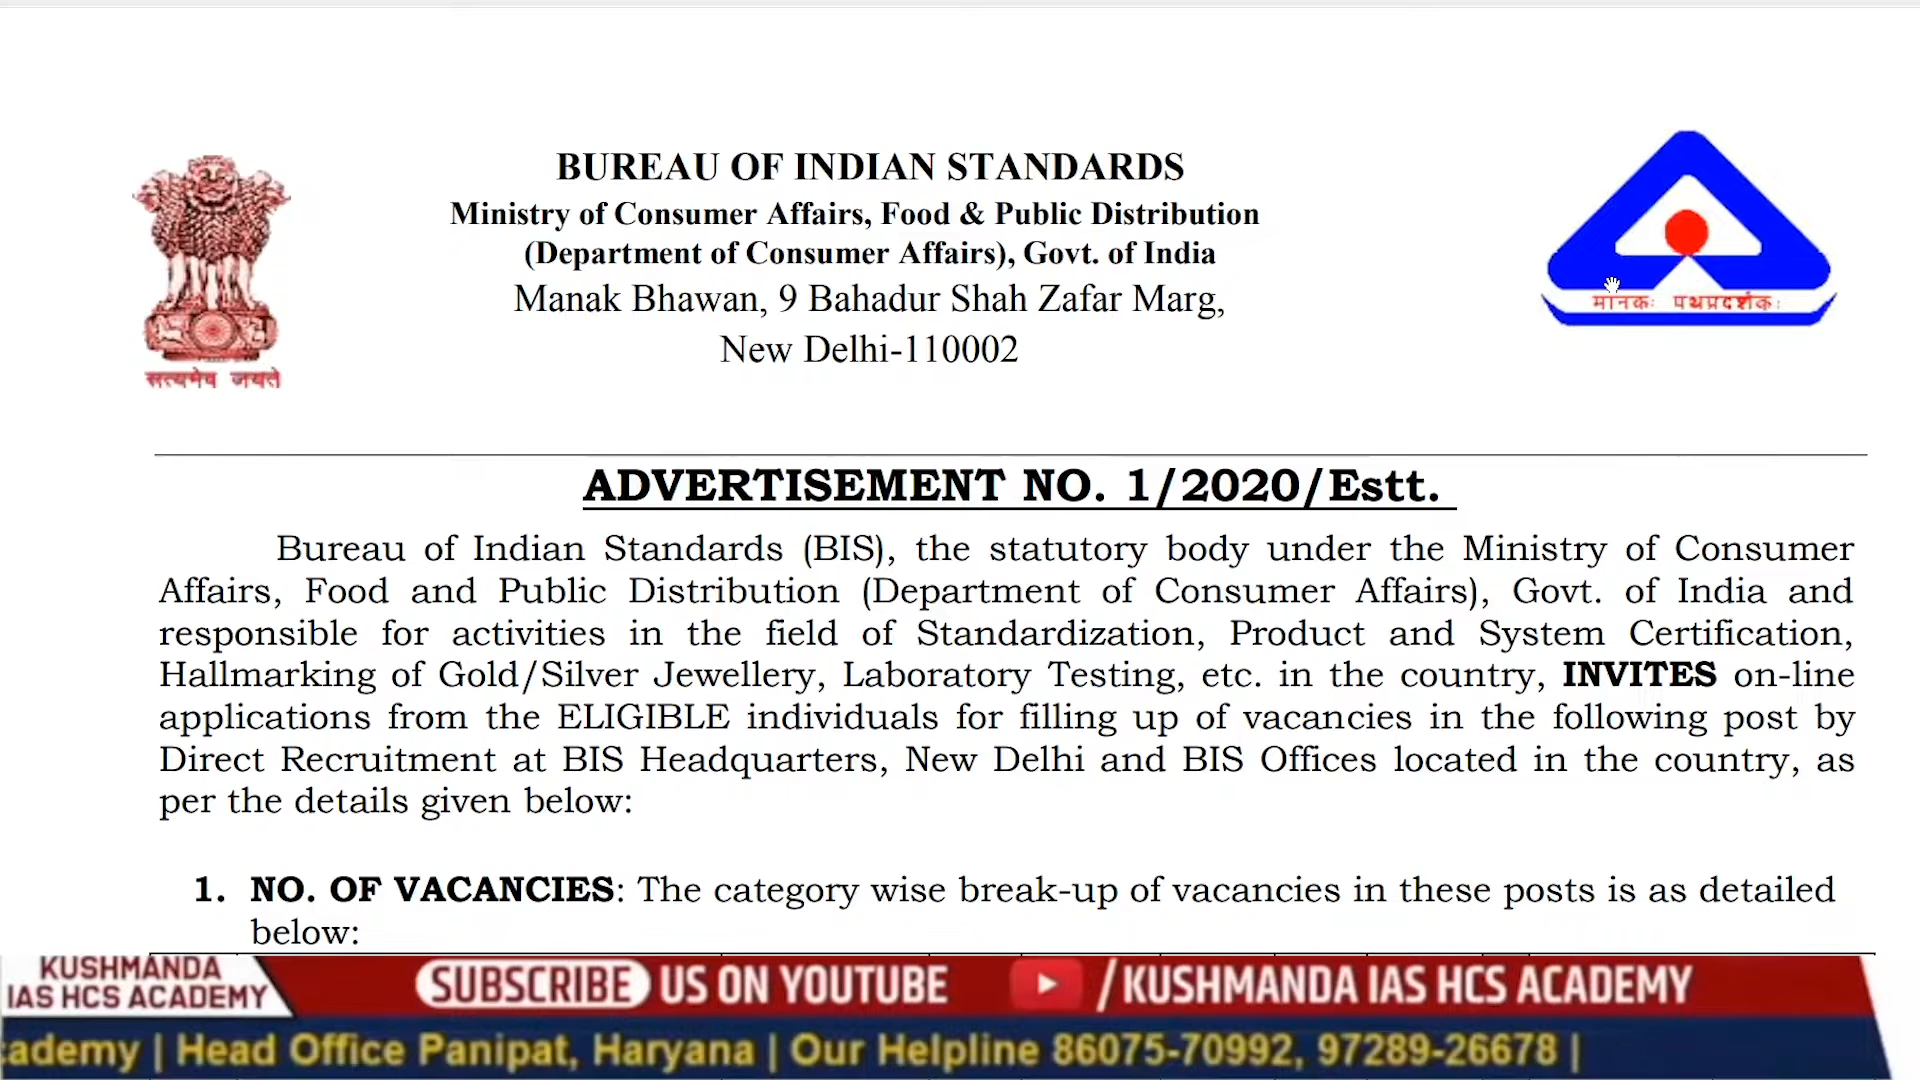 BUREAU OF INDIAN STANDARDS
Ministry of Consumer Affairs, Food & Public Distribution
(Department of Consumer Affairs), Govt. of India
Manak Bhawan, 9 Bahadur Shah Zafar Marg,
New Delhi-110002
सत्यमेव जयते
मानकः पथप्रदर्शकः
ADVERTISEMENT NO. 1/2020/Estt.
Bureau of Indian Standards (BIS), the statutory body under the Ministry of Consumer
Affairs, Food and Public Distribution (Department of Consumer Affairs), Govt. of India and
responsible for activities in the field of Standardization, Product and System Certification,
Hallmarking of Gold/Silver Jewellery, Laboratory Testing, etc. in the country, INVITES on-line
applications from the ELIGIBLE individuals for filling up of vacancies in the following post by
Direct Recruitment at BIS Headquarters, New Delhi and BIS Offices located in the country, as
per the details given below:
1. NO. OF VACANCIES: The category wise break-up of vacancies in these posts is as detailed
below:
KUSHMANDA
IAS HCS ACADEMY
SUBSCRIBE US ON YOUTUBE /KUSHMANDA IAS HCS ACADEMY
cademy | Head Office Panipat, Haryana | Our Helpline 86075-70992, 97289-26678 |